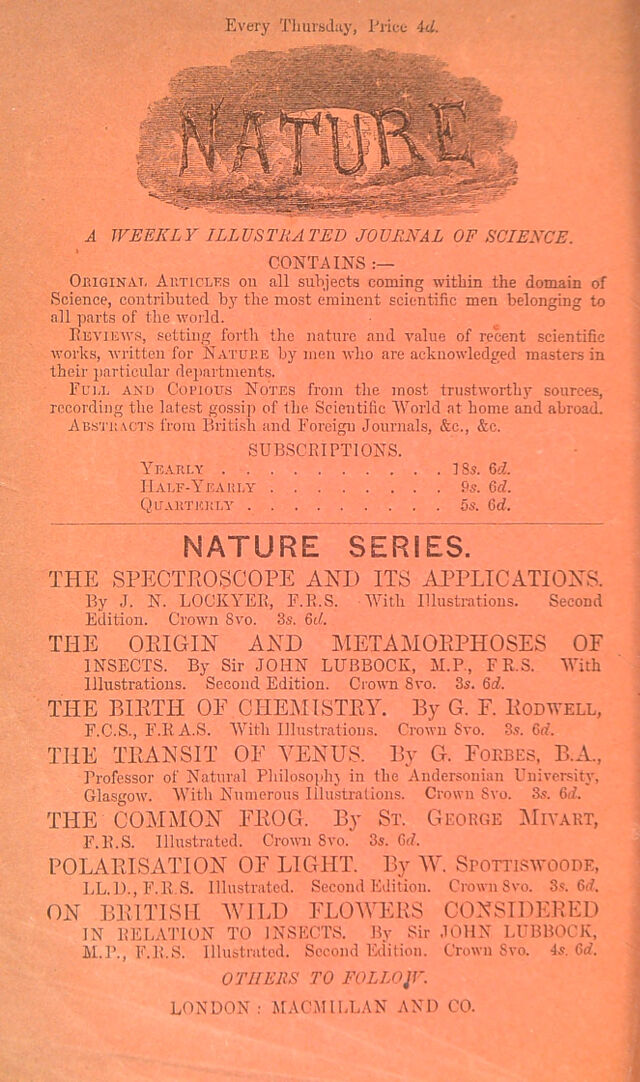 Every Thursday, Price 4d.
NATURE
A WEEKLY ILLUSTRATED JOURNAL OF SCIENCE.
CONTAINS :—
ORIGINAL ARTICLES on all subjects coming within the domain of
Science, contributed by the most eminent scientific men belonging to
all parts of the world.
REVIEWS, setting forth the nature and value of recent scientific
works, written for NATURE by men who are acknowledged masters in
their particular departments.
FULL AND COPIOUS NOTES from the most trustworthy sources,
recording the latest gossip of the Scientific World at home and abroad.
ABSTRACTS from British and Foreign Journals, &c., &c.
SUBSCRIPTIONS.
YEARLY . . . . . . . . . . . 18s. 6d.
HALF-YEARLY . . . . . . . . 9s. 6d.
QUARTERLY . . . . . . . . . 5s. 6d.
NATURE SERIES.
THE SPECTROSCOPE AND ITS APPLICATIONS.
By J. N. LOCKYER, F.R.S. With Illustrations. Second
Edition. Crown 8vo. 3s. 6d.
THE ORIGIN AND METAMORPHOSES OF
INSECTS. By Sir JOHN LUBBOCK, M.P., F R.S. With
Illustrations. Second Edition. Crown 8vo. 3s. 6d.
THE BIRTH OF CHEMISTRY. By G. F. RODWELL,
F.C.S., F.R A.S. With Illustrations. Crown 8vo. 3s. 6d.
THE TRANSIT OF VENUS. By G. FORBES, B.A.,
Professor of Natural Philosophy in the Andersonian University,
Glasgow. With Numerous Illustrations. Crown 8vo. 3s. 6d.
THE COMMON FROG. By ST. GEORGE MIVART,
F.R.S. Illustrated. Crown 8vo. 3s. 6d.
POLARISATION OF LIGHT. By W. SPOTTISWOODE,
LL.D., F.R.S. Illustrated. Second Edition. Crown 8vo. 3s. 6d.
ON BRITISH WILD FLOWERS CONSIDERED
IN RELATION TO INSECTS. By Sir JOHN LUBBOCK,
M.P., F.R.S. Illustrated. Second Edition. Crown 8vo. 4s. 6d.
OTHERS TO FOLLOW.
LONDON : MACMILLAN AND CO.